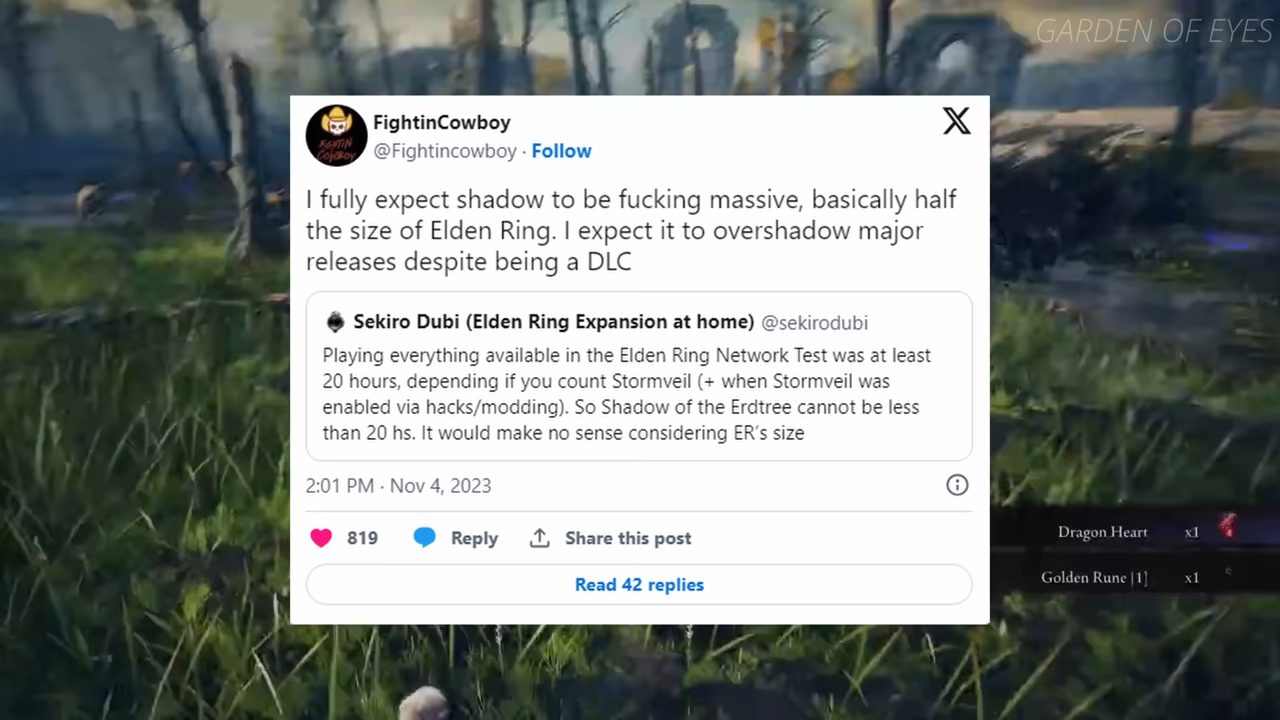 GARDEN OF EYES
FightinCowboy
@Fightincowboy · Follow
I fully expect shadow to be fucking massive, basically half
the size of Elden Ring. I expect it to overshadow major
releases despite being a DLC
Sekiro Dubi (Elden Ring Expansion at home) @sekirodubi
Playing everything available in the Elden Ring Network Test was at least
20 hours, depending if you count Stormveil (+ when Stormveil was
enabled via hacks/modding). So Shadow of the Erdtree cannot be less
than 20 hs. It would make no sense considering ER's size
2:01 PM · Nov 4, 2023
819 Reply Share this post
Read 42 replies
Dragon Heart x1
Golden Rune [1] x1
FIGHTIN
COWBOY